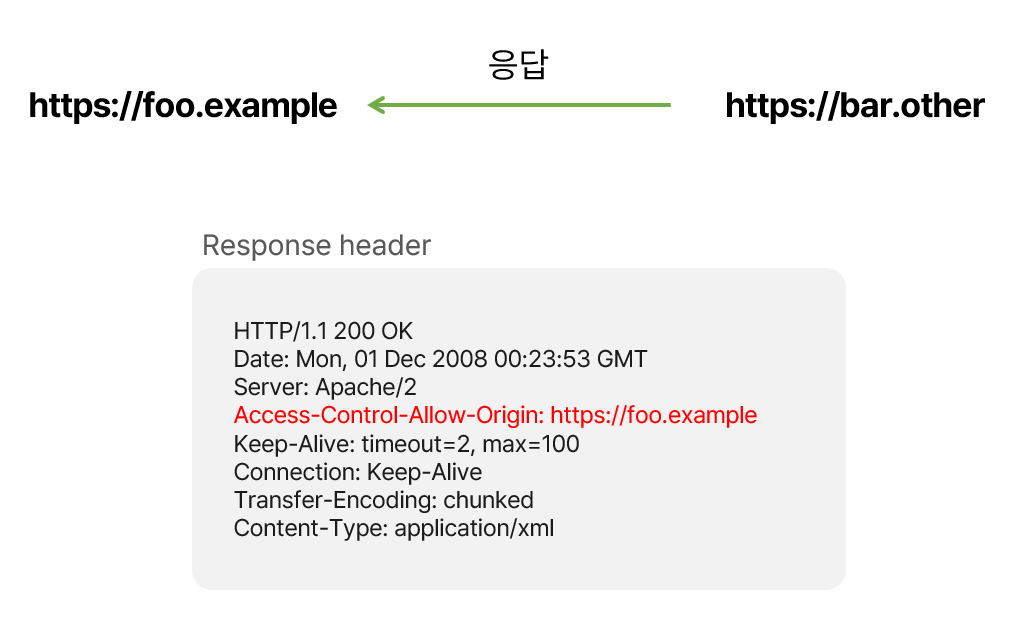 응답
https://foo.example
https://bar.other
Response header
HTTP/1.1 200 OK
Date: Mon, 01 Dec 2008 00:23:53 GMT
Server: Apache/2
Access-Control-Allow-Origin: https://foo.example
Keep-Alive: timeout=2, max=100
Connection: Keep-Alive
Transfer-Encoding: chunked
Content-Type: application/xml